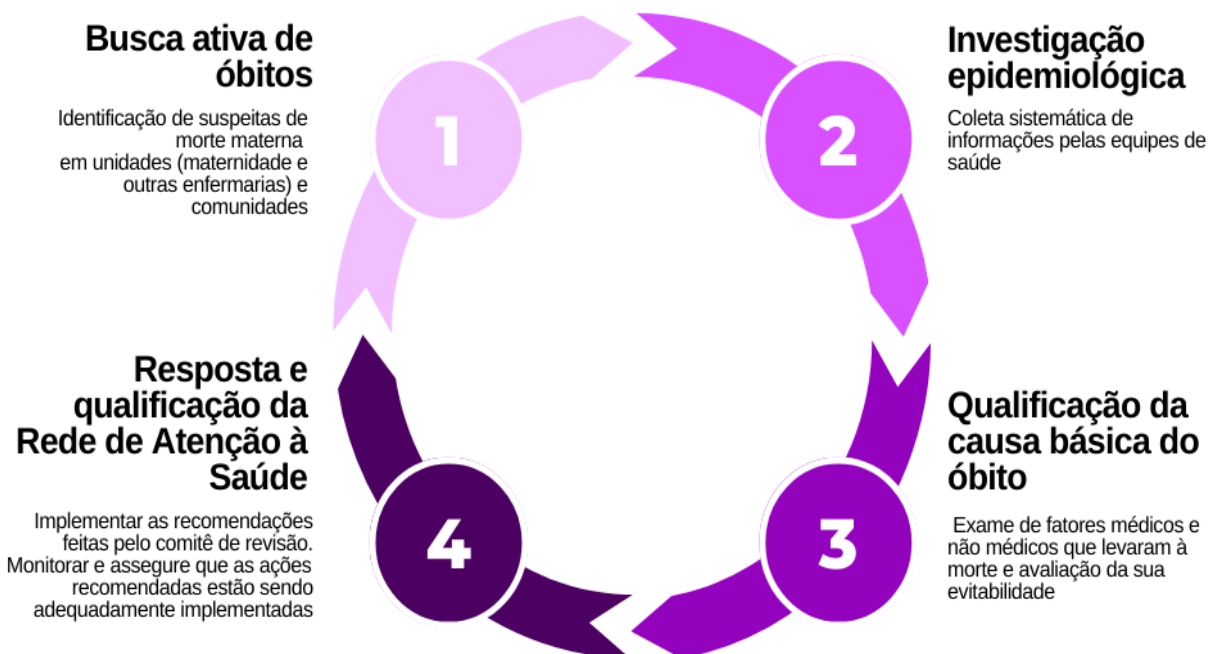 Busca ativa de
óbitos
Identificação de suspeitas de
morte materna
em unidades (maternidade e
outras enfermarias) e
comunidades
1
2
Investigação
epidemiológica
Coleta sistemática de
informações pelas equipes de
saúde
3
Qualificação da
causa básica do
óbito
Exame de fatores médicos e
não médicos que levaram à
morte e avaliação da sua
evitabilidade
4
Resposta e
qualificação da
Rede de Atenção à
Saúde
Implementar as recomendações
feitas pelo comitê de revisão.
Monitorar e assegure que as ações
recomendadas estão sendo
adequadamente implementadas